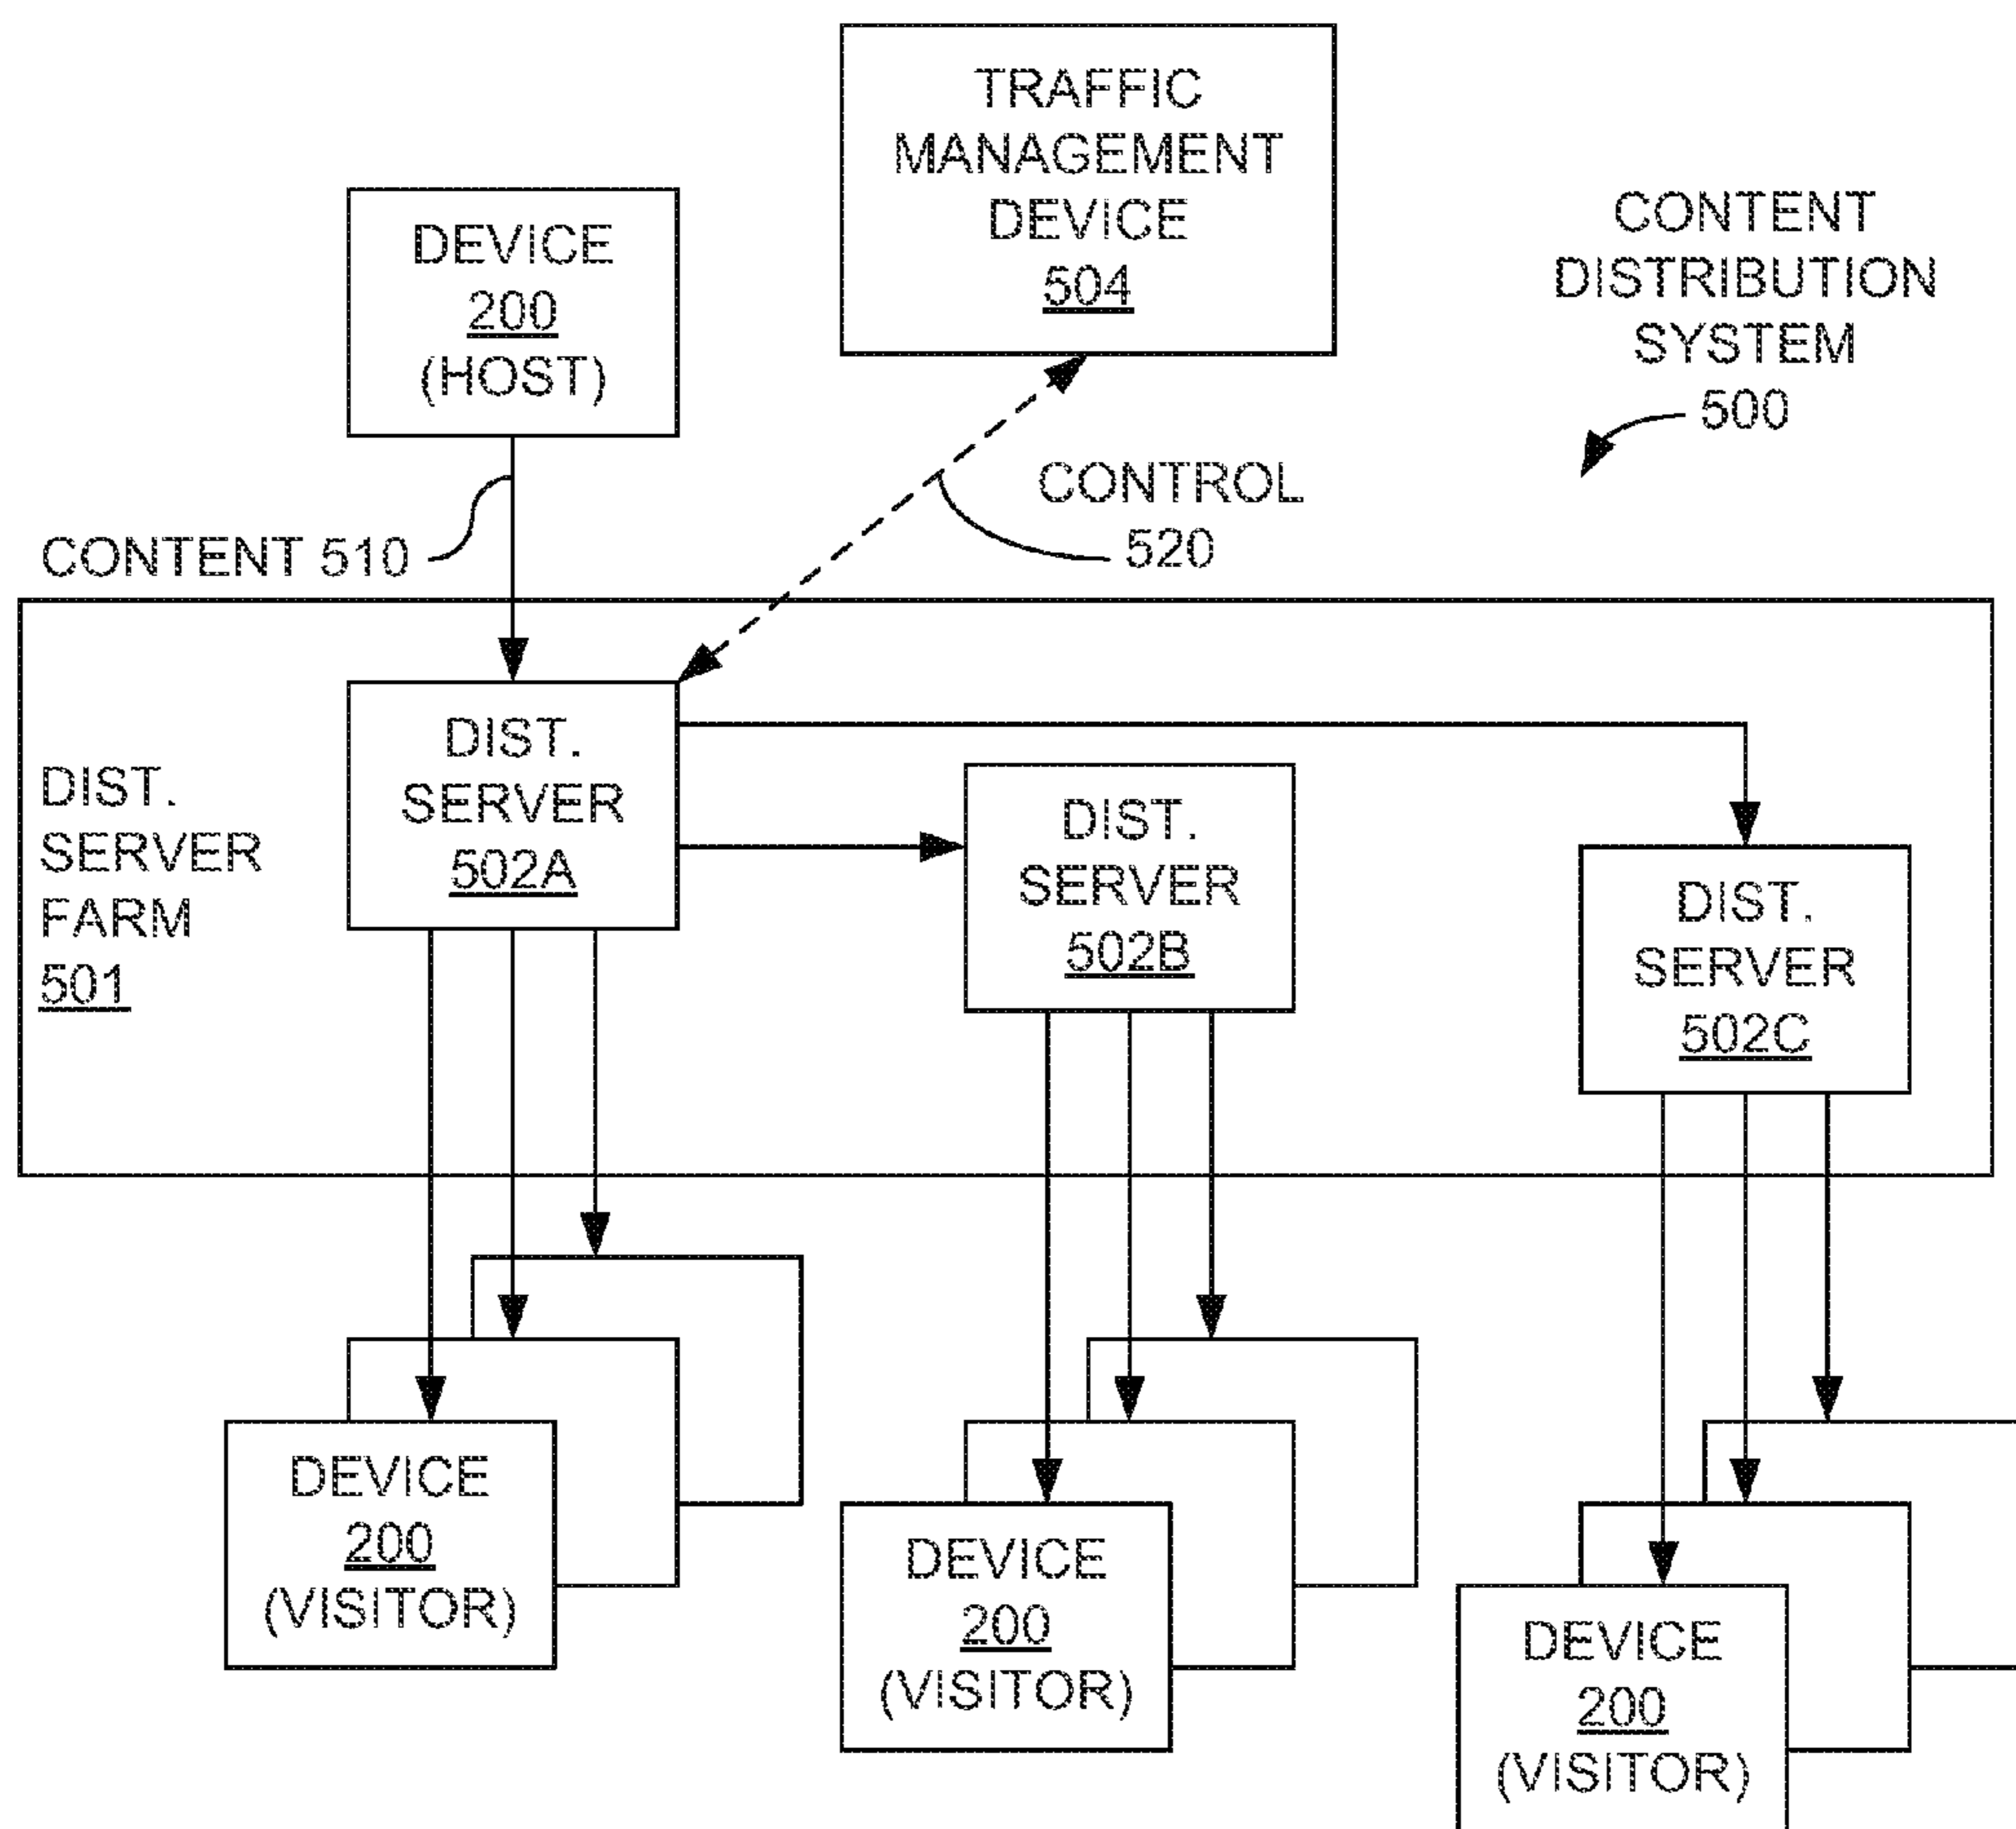 TRAFFIC
MANAGEMENT
DEVICE
504
DEVICE
200
(HOST)
CONTENT
DISTRIBUTION
SYSTEM
500
CONTROL
520
CONTENT 510
DIST.
SERVER
FARM
501
DIST.
SERVER
502A
DIST.
SERVER
502B
DIST.
SERVER
502C
DEVICE
200
(VISITOR)
DEVICE
200
(VISITOR)
DEVICE
200
(VISITOR)